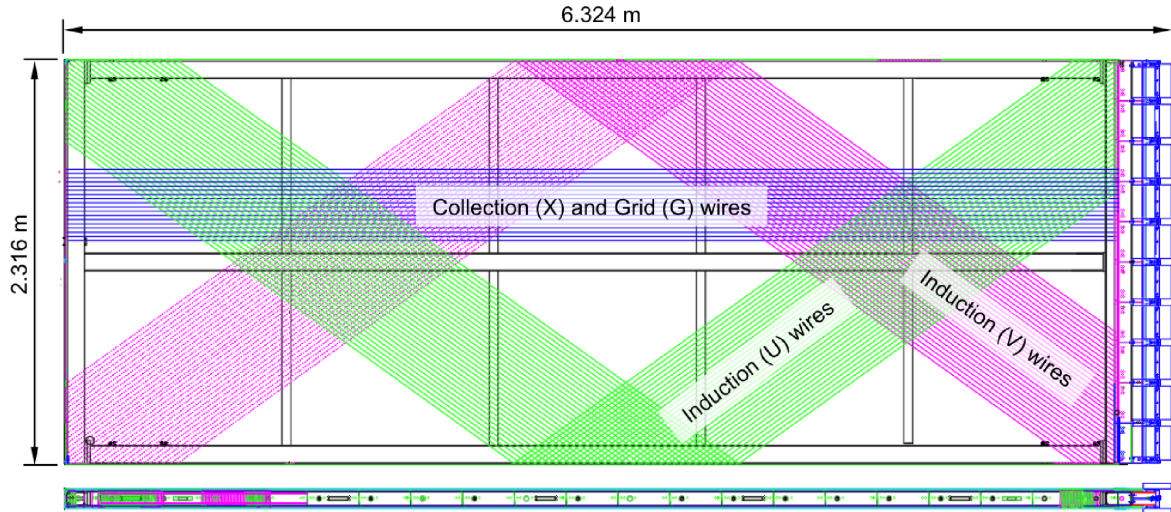 6.324 m
2.316 m
Collection (X) and Grid (G) wires
Induction (U) wires
Induction (V) wires